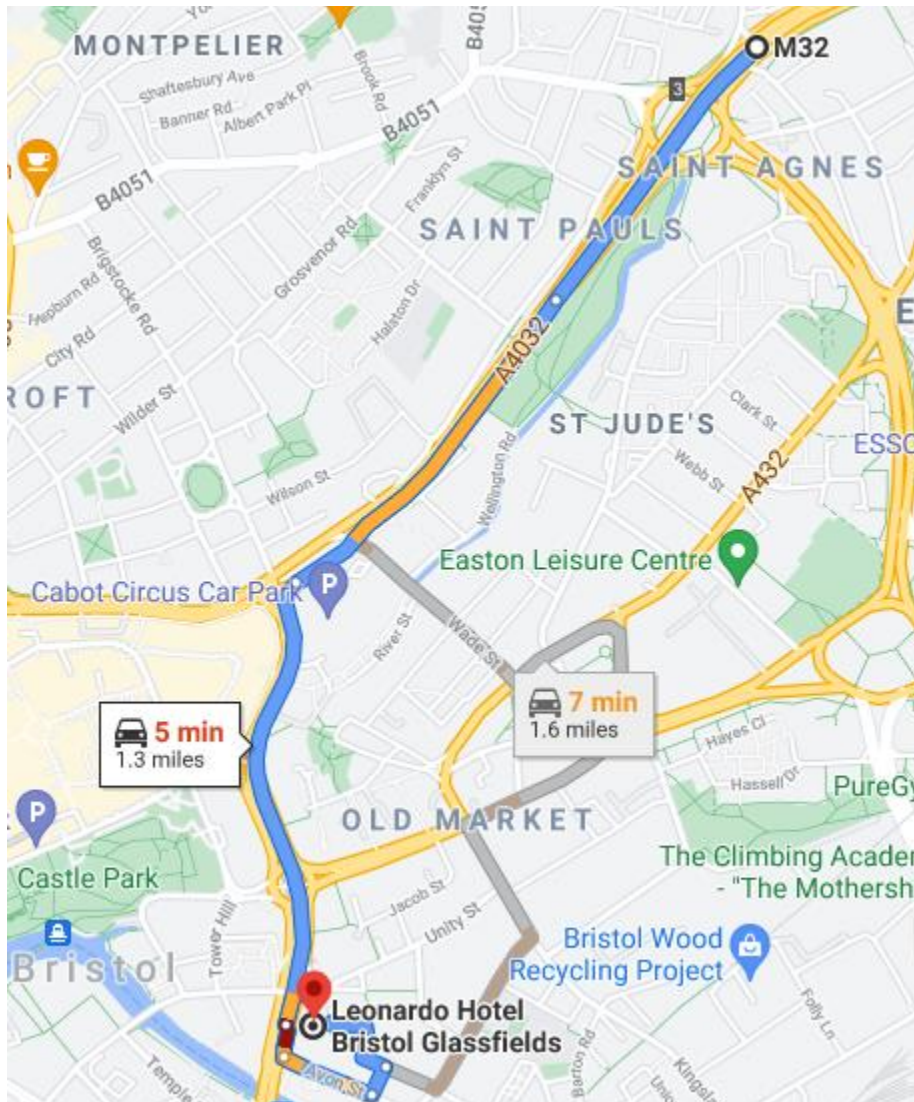 MONTPELIER
B405
M32
Shaftesbury Ave
Brook Rd
3
Banner Rd
Albert Park Pl
B4051
Franklyn St
SAINT AGNES
B4051
SAINT PAULS
Grosvenor Rd
Brigstocke Rd
Hepburn Rd
Halston Dr
City Rd
A4032
E
ROFT
Wilder St
ST JUDE'S
Clark St
ESSO
Wellington Rd
Webb St
A432
Wilson St
Easton Leisure Centre
Cabot Circus Car Park
P
River St
Wade St
7 min
1.6 miles
5 min
1.3 miles
Hayes Cl
Hassell Dr
PureGy
P
OLD MARKET
The Climbing Acader
- "The Mothersh
Castle Park
Jacob St
Unity St
Tower Hill
Bristol
Bristol Wood
Recycling Project
Leonardo Hotel
Bristol Glassfields
Folly Ln
Avon St
Barton Rd
Temple
Kingsla
Unio